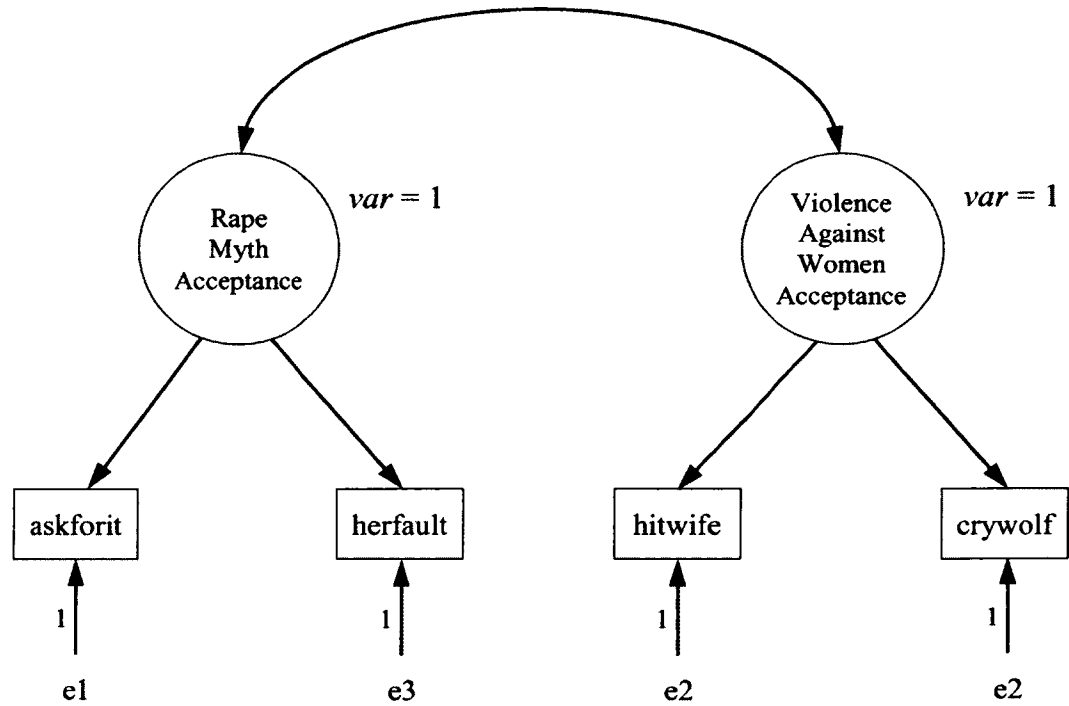 Rape
Myth
Acceptance
var = 1
Violence
Against
Women
Acceptance
var = 1
askforit
herfault
hitwife
crywolf
1
1
1
1
e1
e3
e2
e2